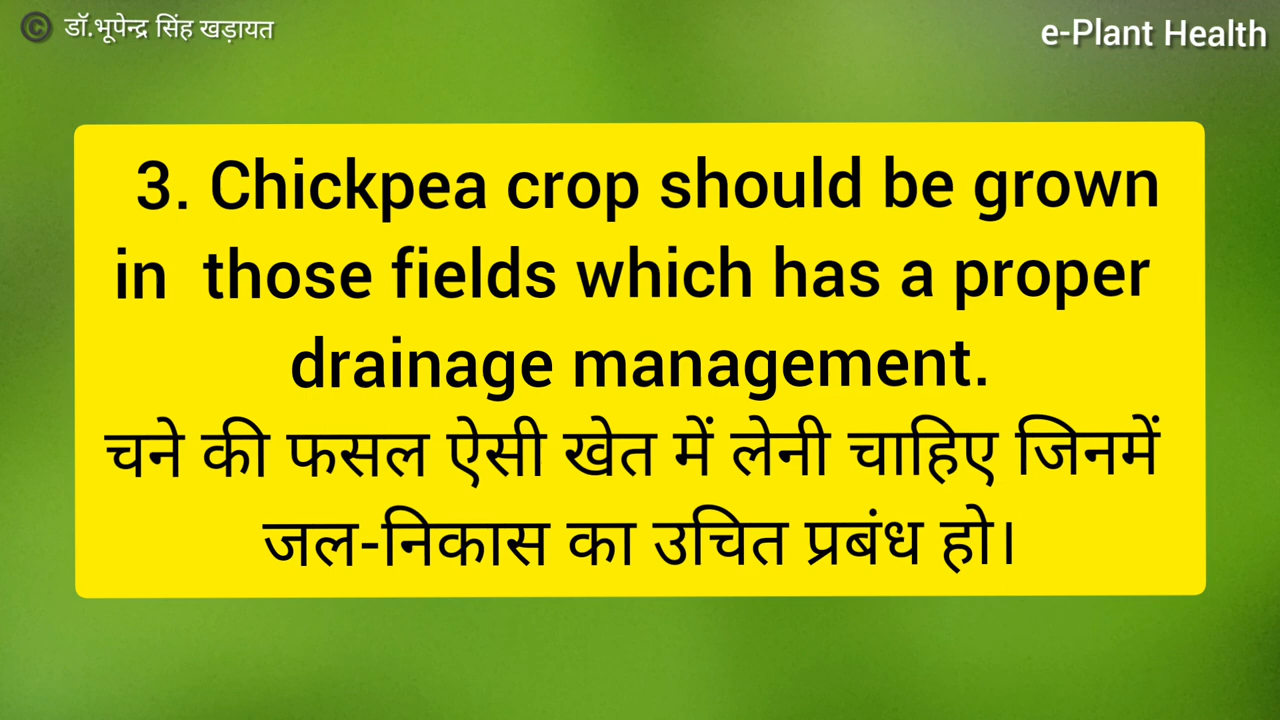 © डॉ.भूपेन्द्र सिंह खड़ायत
e-Plant Health
3. Chickpea crop should be grown
in those fields which has a proper
drainage management.
चने की फसल ऐसी खेत में लेनी चाहिए जिनमें
जल-निकास का उचित प्रबंध हो।